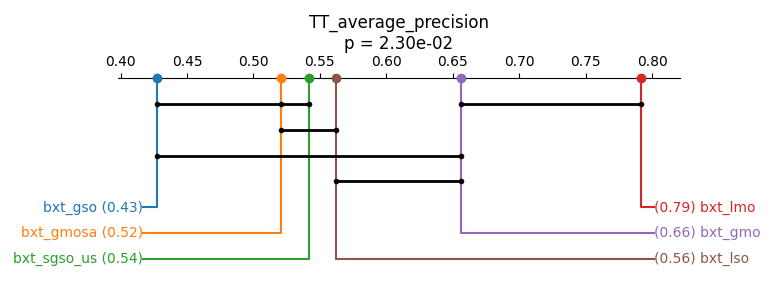 TT_average_precision
p = 2.30e-02
0.40 0.45 0.50 0.55 0.60 0.65 0.70 0.75 0.80
bxt_gso (0.43) (0.79) bxt_lmo
bxt_gmosa (0.52) (0.66) bxt_gmo
bxt_sgso_us (0.54) (0.56) bxt_lso